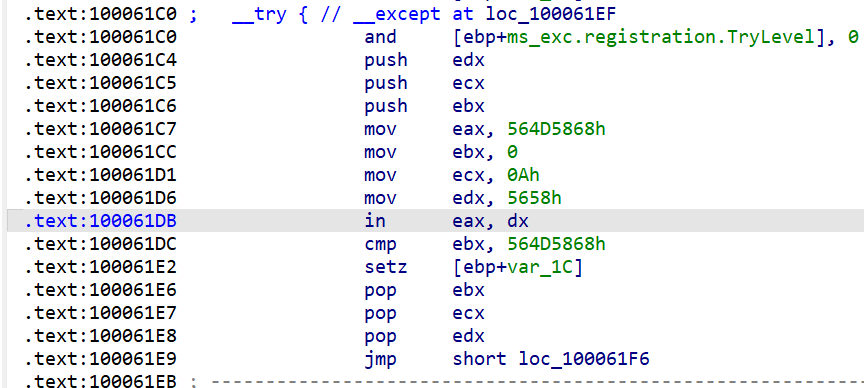 .text:100061C0 ;   __try { // __except at loc_100061EF
.text:100061C0                 and     [ebp+ms_exc.registration.TryLevel], 0
.text:100061C4                 push    edx
.text:100061C5                 push    ecx
.text:100061C6                 push    ebx
.text:100061C7                 mov     eax, 564D5868h
.text:100061CC                 mov     ebx, 0
.text:100061D1                 mov     ecx, 0Ah
.text:100061D6                 mov     edx, 5658h
.text:100061DB                 in      eax, dx
.text:100061DC                 cmp     ebx, 564D5868h
.text:100061E2                 setz    [ebp+var_1C]
.text:100061E6                 pop     ebx
.text:100061E7                 pop     ecx
.text:100061E8                 pop     edx
.text:100061E9                 jmp     short loc_100061F6
.text:100061EB ; ---------------------------------------------------------------